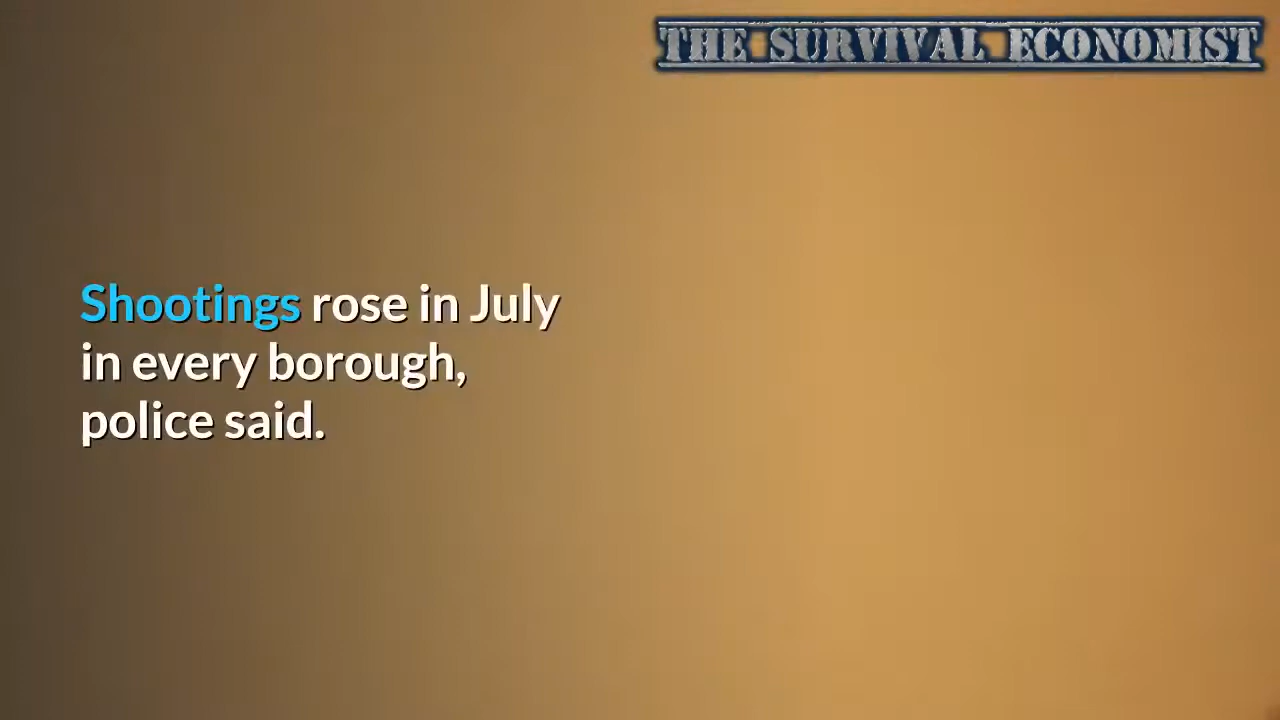 THE SURVIVAL ECONOMIST
Shootings rose in July
in every borough,
police said.